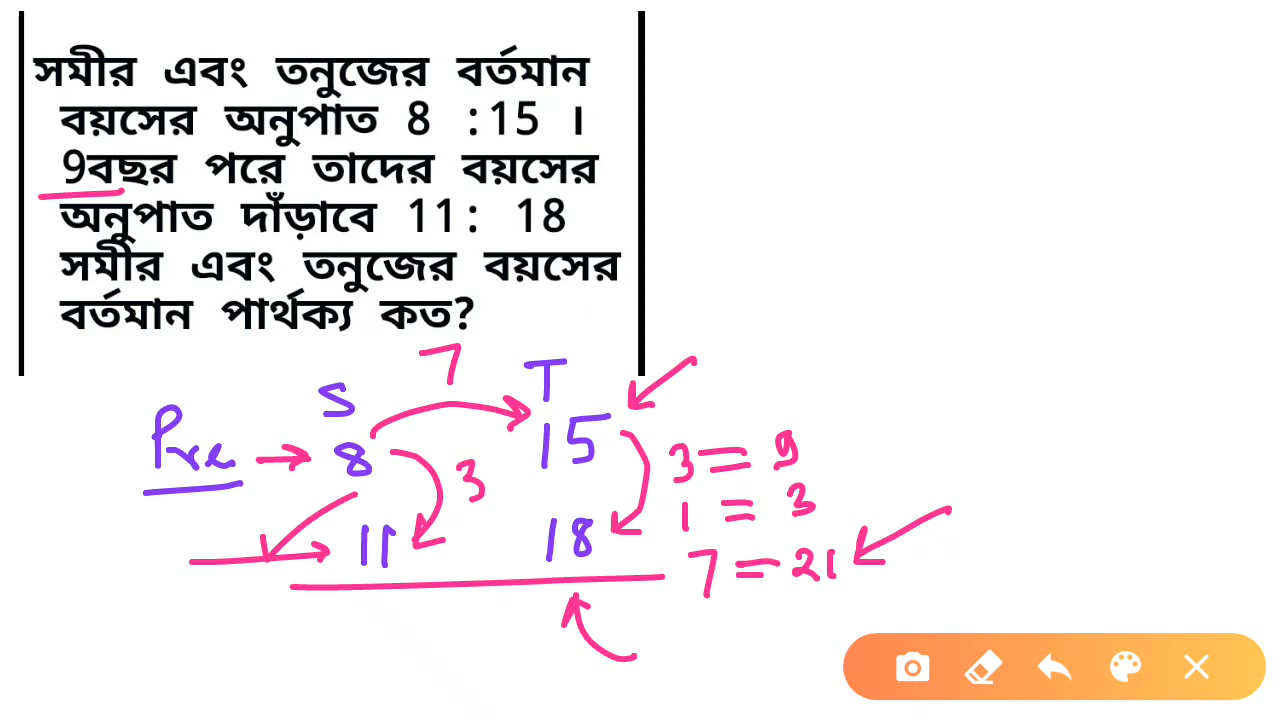 সমীর এবং তনুজের বর্তমান
বয়সের অনুপাত 8 :15 ।
9বছর পরে তাদের বয়সের
অনুপাত দাঁড়াবে 11: 18
সমীর এবং তনুজের বয়সের
বর্তমান পার্থক্য কত?
7
S T
Pre → 8 15
3 3 = 9
1 = 3
11 18
7 = 21